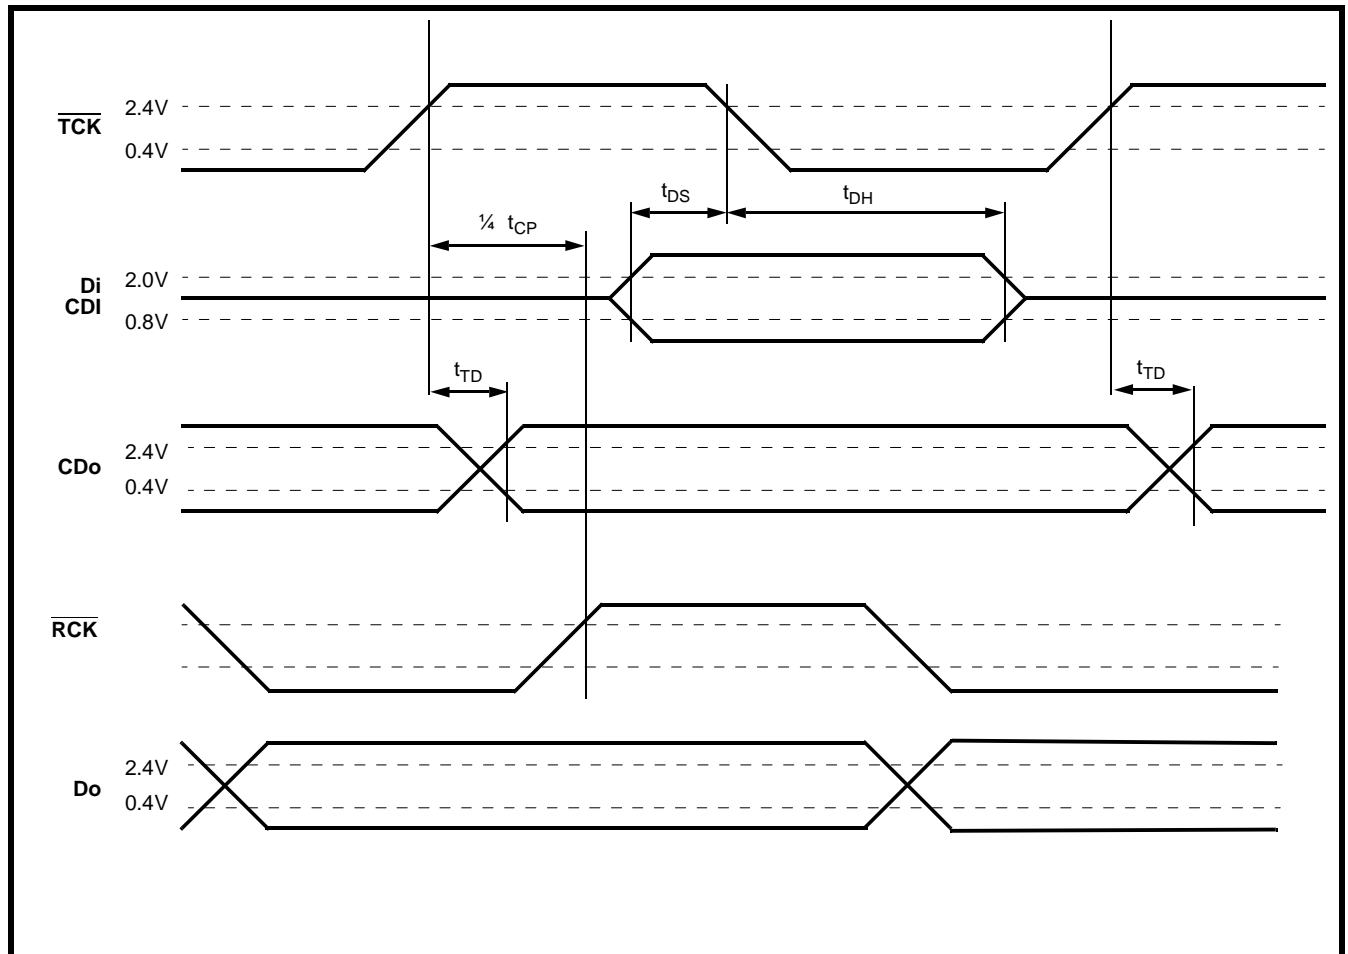 2.4V
TCK
0.4V
tDS
tDH
¼ tCP
Di
2.0V
CDI
0.8V
tTD
tTD
2.4V
CDo
0.4V
RCK
2.4V
Do
0.4V